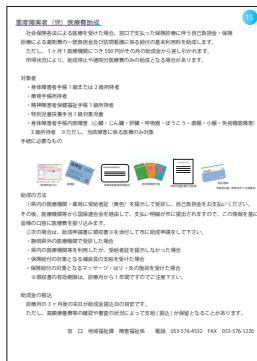 重度障害者（児）医療費助成
15
社会保険各法による医療を受けた場合、窓口で支払った保険診療に伴う自己負担金・保険
診療による薬剤費の一部負担金及び訪問看護に係る給付の基本利用料を助成します。
ただし、1ヶ月1医療機関につき500円がその月の助成金から差し引かれます。
所得状況により、助成停止や通院分医療費のみの助成となる場合があります。
対象者
・身体障害者手帳1級または2級所持者
・療育手帳所持者
・精神障害者保健福祉手帳1級所持者
・特別児童扶養手当1級対象児童
・身体障害者手帳内部障害（心臓・じん臓・肝臓・呼吸器・ぼうこう・直腸・小腸・免疫機能障害）
3級所持者　※ただし、当該障害に係る医療のみ対象
手続に必要なもの
助成の方法
①県内の医療機関・薬局に受給者証（黄色）を提示して受診し、自己負担金をお支払いください。
その後、医療機関等から国保連合会を経由して、支払い明細が市に提出されますので、この情報を基に
皆様の口座に医療費を振り込みます。
②次の場合は、助成申請書に領収書※を添付して市に助成申請をして下さい。
・静岡県外の医療機関で受診した場合
・県内の医療機関等を利用したが、受給者証を提示しなかった場合
・保険給付の対象となる補装具の支給を受けた場合
・保険給付の対象となるマッサージ・はり・灸の施術を受けた場合
※領収書の有効期限は、診療月から1年間ですのでご注意下さい。
助成金の振込
診療月の3ヶ月後の末日が助成金振込日の目安です。
ただし、高額療養費等の確認や審査の状況によって支給（振込）が保留となることがあります。
窓　口　地域福祉課　障害福祉係　　電話　053-576-4532　FAX　053-576-1220